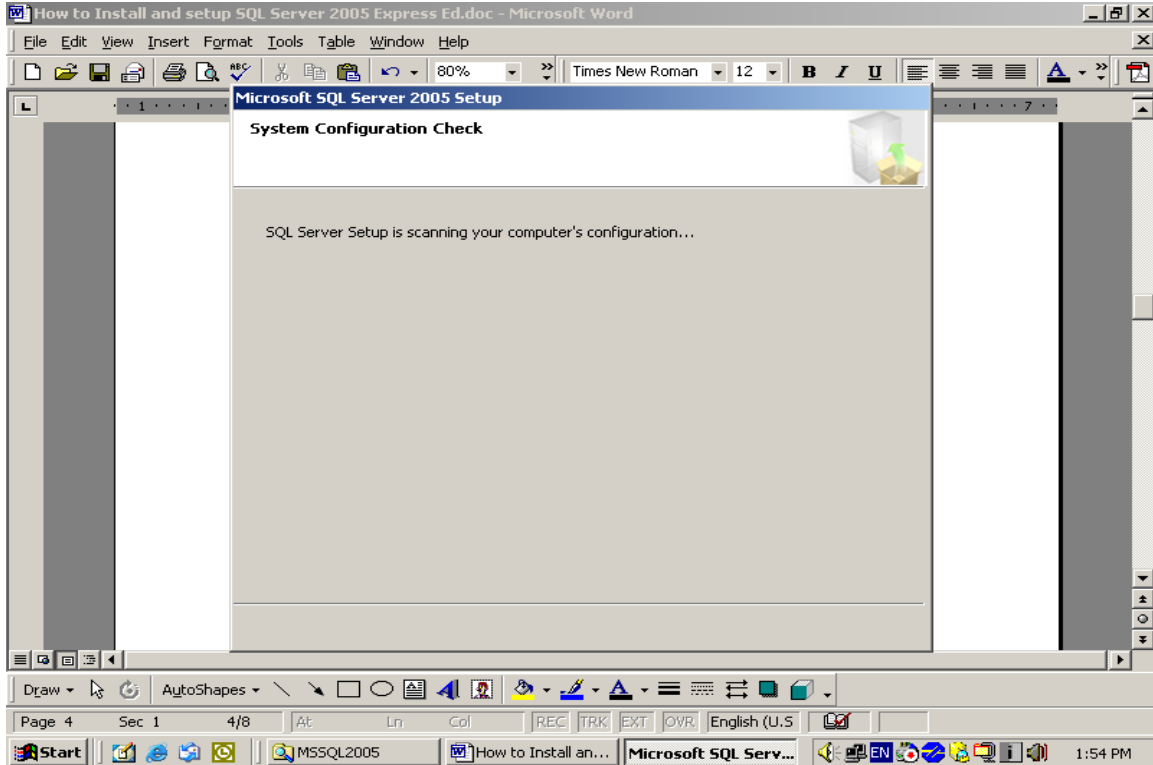 How to Install and setup SQL Server 2005 Express Ed.doc - Microsoft Word
File Edit View Insert Format Tools Table Window Help
ABC 80% Times New Roman 12 B I U A
1 7
Microsoft SQL Server 2005 Setup
System Configuration Check
SQL Server Setup is scanning your computer's configuration...
Draw AutoShapes A
Page 4 Sec 1 4/8 At Ln Col REC TRK EXT OVR English (U.S
Start MSSQL2005 How to Install an... Microsoft SQL Serv... EN 1:54 PM